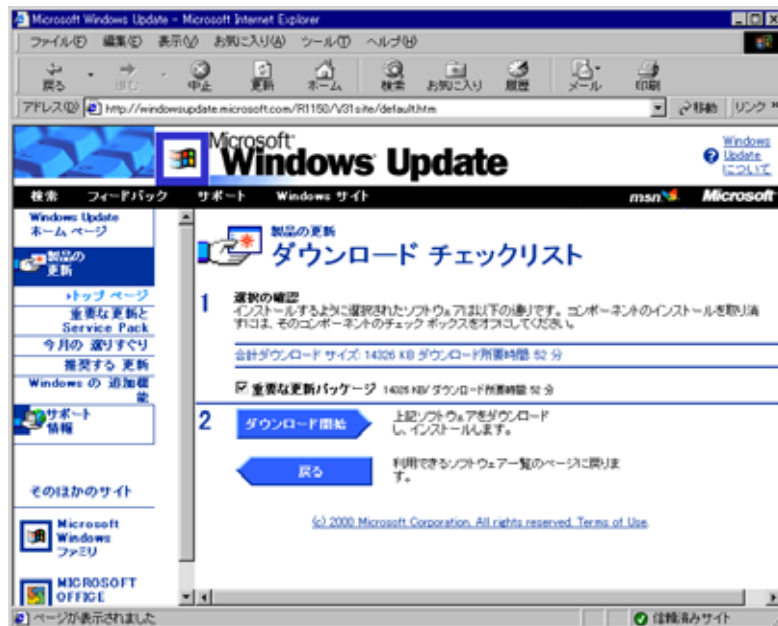 Microsoft Windows Update - Microsoft Internet Explorer
ファイル(F) 編集(E) 表示(V) お気に入り(A) ツール(T) ヘルプ(H)
戻る 進む 中止 更新 ホーム 検索 お気に入り 履歴 メール 印刷
アドレス(D) http://windowsupdate.microsoft.com/R1150/V31site/default.htm 移動 リンク »
Microsoft
Windows Update
Windows
Update
について
検索 フィードバック サポート Windows サイト msn Microsoft
Windows Update
ホーム ページ
製品の
更新
トップ ページ
重要な更新と
Service Pack
今月の 選りすぐり
推奨する 更新
Windows の 追加機
能
サポート
情報
そのほかのサイト
Microsoft
Windows
ファミリ
MICROSOFT
OFFICE
製品の更新
ダウンロード チェックリスト
1 選択の確認
インストールするように選択されたソフトウェアは以下の通りです。コンポーネントのインストールを取り消
すには、そのコンポーネントのチェック ボックスをオフにしてください。
合計ダウンロード サイズ: 14326 KB ダウンロード所要時間: 52 分
重要な更新パッケージ 14325 KB/ ダウンロード所要時間: 52 分
2 ダウンロード開始 上記ソフトウェアをダウンロード
し、インストールします。
戻る 利用できるソフトウェア一覧のページに戻りま
す。
(c) 2000 Microsoft Corporation. All rights reserved. Terms of Use.
ページが表示されました 信頼済みサイト